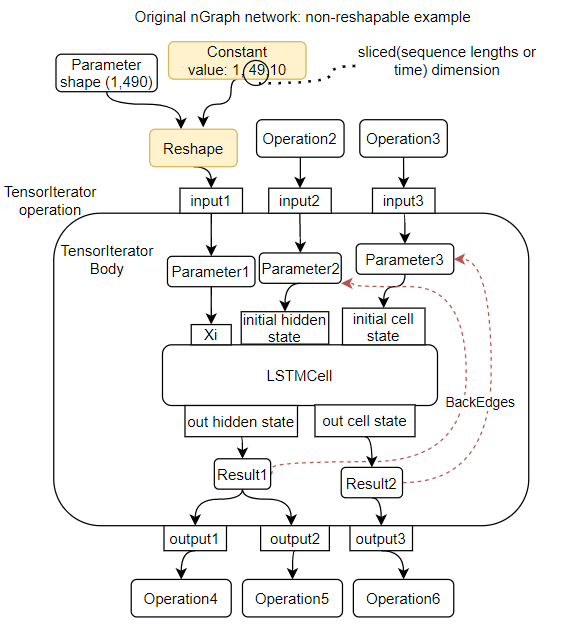 Original nGraph network: non-reshapable example
Parameter
shape (1,490)
Constant
value: 1, 49,10
sliced(sequence lengths or
time) dimension
Reshape
Operation2
Operation3
TensorIterator
operation
input1
input2
input3
TensorIterator
Body
Parameter1
Parameter2
Parameter3
Xi
initial hidden
state
initial cell
state
LSTMCell
BackEdges
out hidden state
out cell state
Result1
Result2
output1
output2
output3
Operation4
Operation5
Operation6